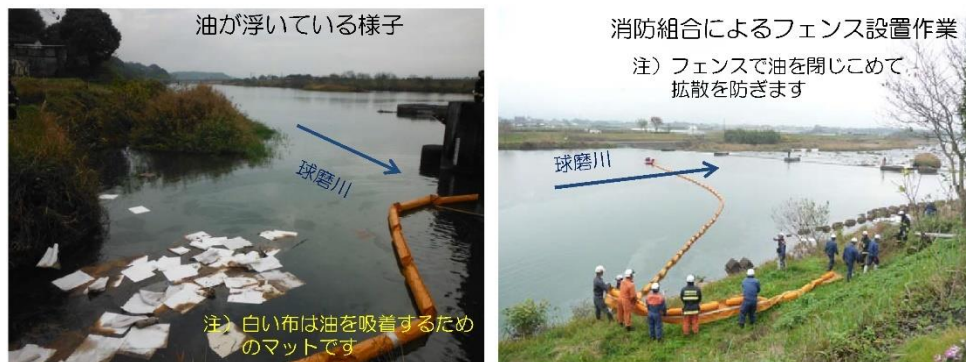 油が浮いている様子
球磨川
注）白い布は油を吸着するため
のマットです
消防組合によるフェンス設置作業
注）フェンスで油を閉じこめて
拡散を防ぎます
球磨川